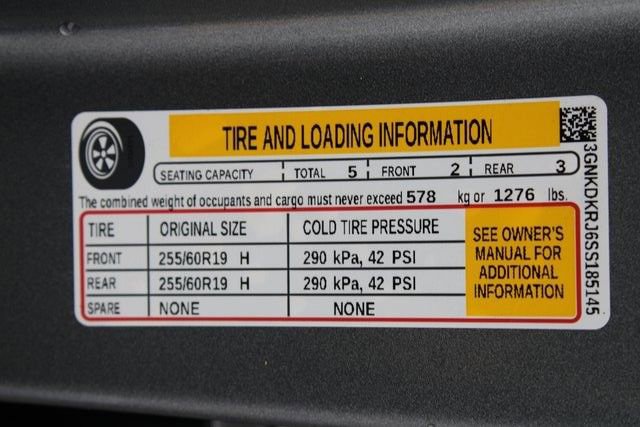 TIRE AND LOADING INFORMATION
SEATING CAPACITY TOTAL 5 FRONT 2 REAR 3
The combined weight of occupants and cargo must never exceed 578 kg or 1276 lbs.
TIRE ORIGINAL SIZE COLD TIRE PRESSURE
FRONT 255/60R19 H 290 kPa, 42 PSI
REAR 255/60R19 H 290 kPa, 42 PSI
SPARE NONE NONE
SEE OWNER'S
MANUAL FOR
ADDITIONAL
INFORMATION
3GNKDKRJ6SS185145